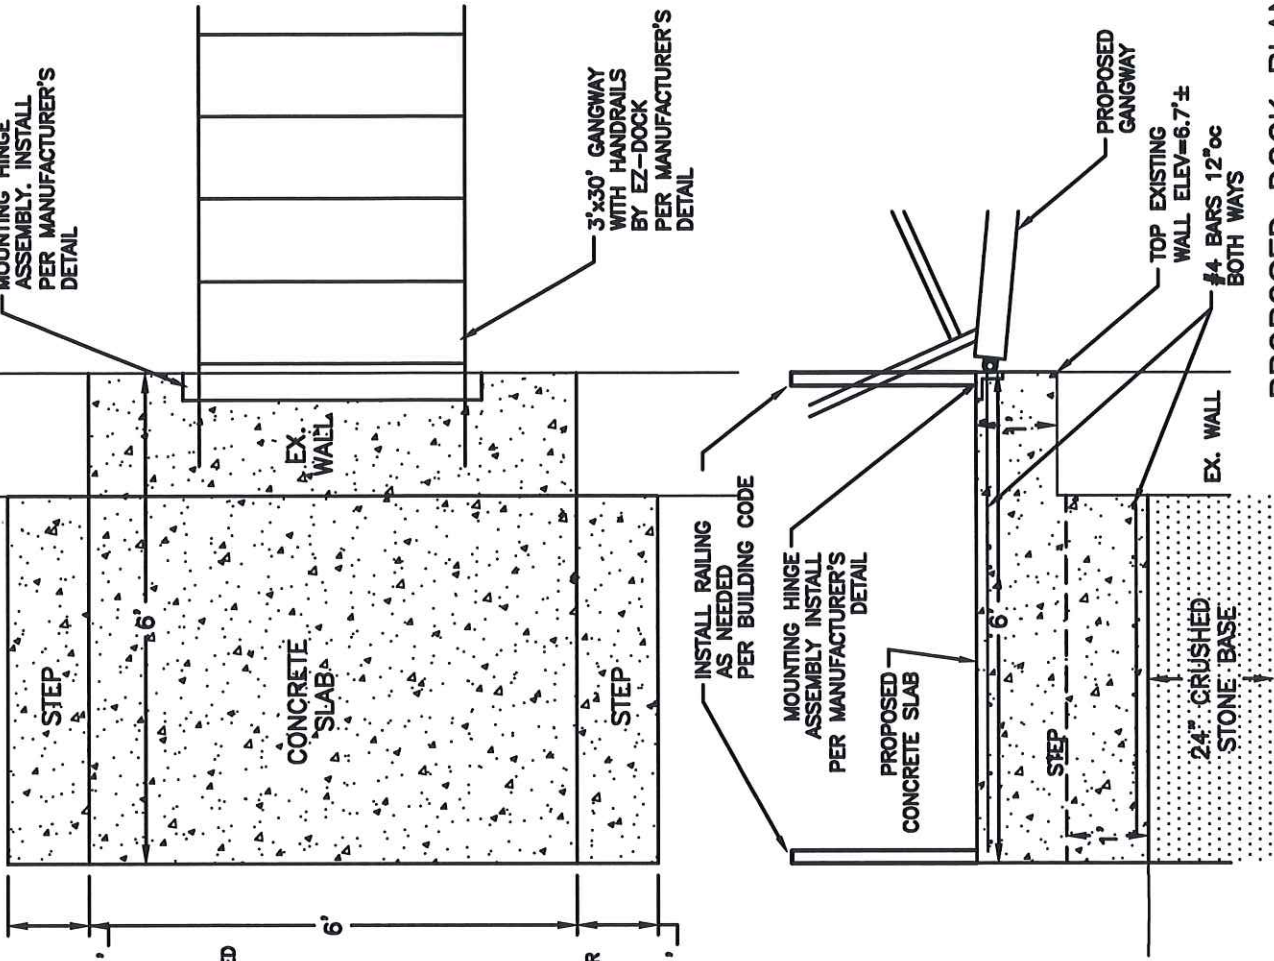 MOUNTING HINGE
ASSEMBLY. INSTALL
PER MANUFACTURER'S
DETAIL
3'x30' GANGWAY
WITH HANDRAILS
BY EZ-DOCK
PER MANUFACTURER'S
DETAIL
STEP
EX.
WALL
6'
CONCRETE
SLAB
STEP
6'
INSTALL RAILING
AS NEEDED
PER BUILDING CODE
MOUNTING HINGE
ASSEMBLY INSTALL
PER MANUFACTURER'S
DETAIL
PROPOSED
CONCRETE SLAB
PROPOSED
GANGWAY
TOP EXISTING
WALL ELEV=6.7'±
#4 BARS 12"oc
BOTH WAYS
1'
6'
STEP
1'
EX. WALL
24" CRUSHED
STONE BASE
PROPOSED DOCK PLAN